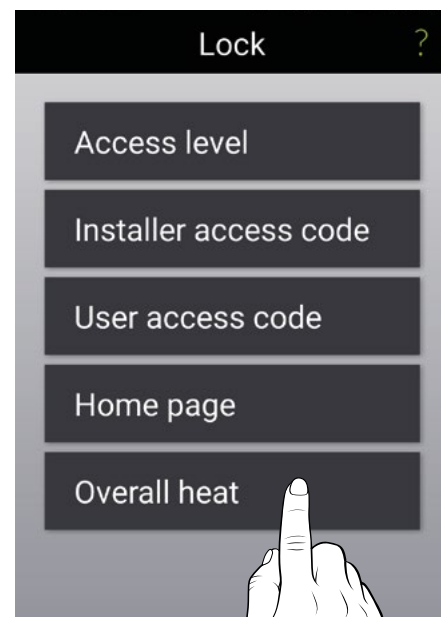 Lock ?
Access level
Installer access code
User access code
Home page
Overall heat